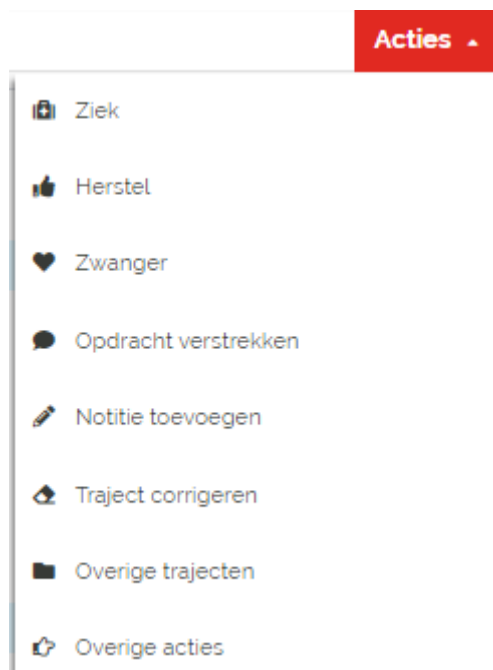 Acties
Ziek
Herstel
Zwanger
Opdracht verstrekken
Notitie toevoegen
Traject corrigeren
Overige trajecten
Overige acties